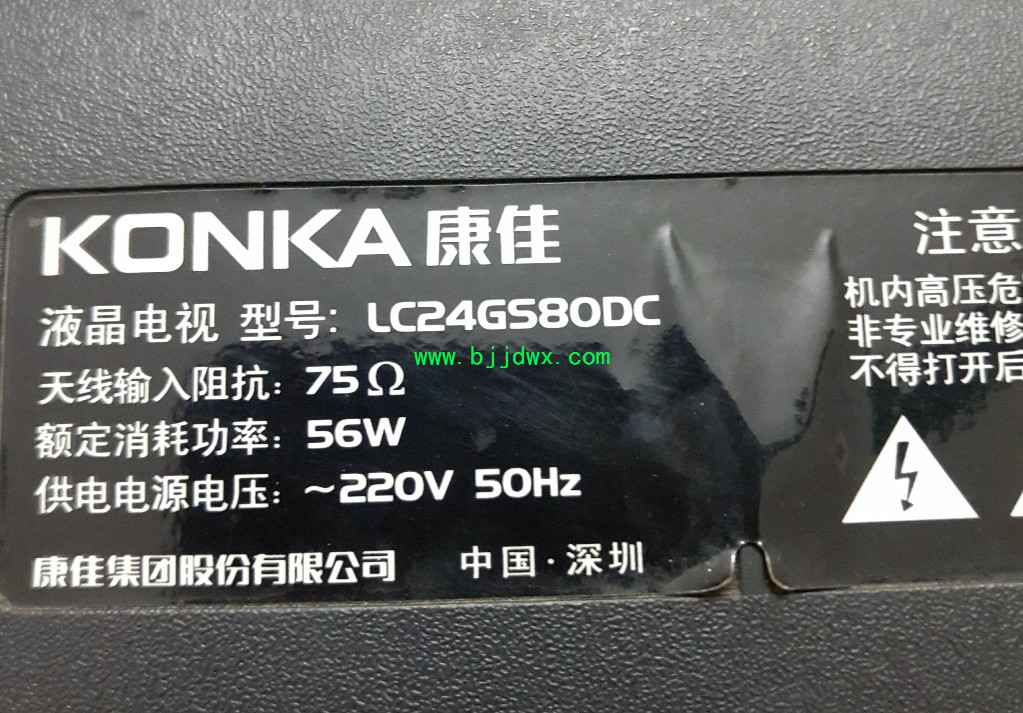 KONKA 康佳
液晶电视 型号: LC24GS80DC
www.bjjdwx.com
天线输入阻抗: 75Ω
额定消耗功率: 56W
供电电源电压: ~220V 50Hz
康佳集团股份有限公司 中国·深圳
注意
机内高压危
非专业维修
不得打开后